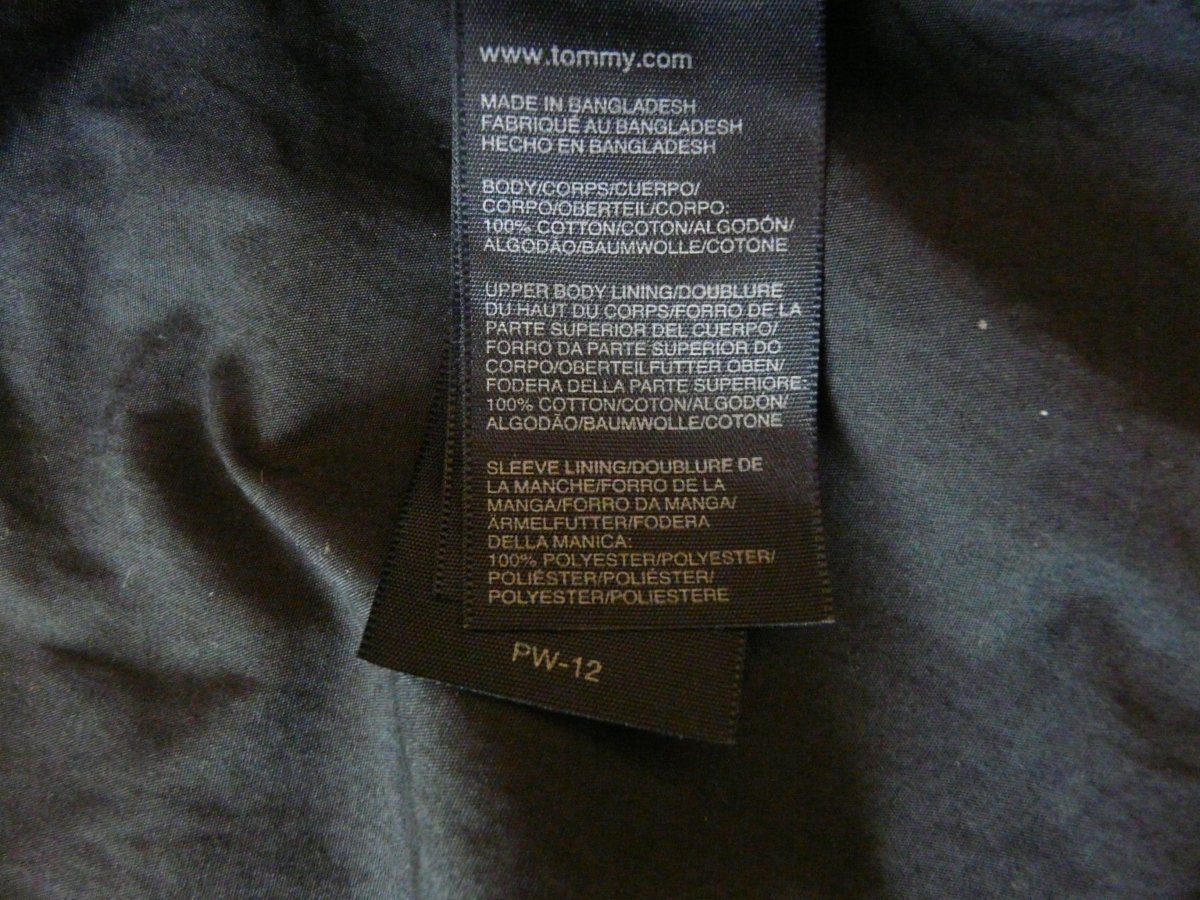 www.tommy.com
MADE IN BANGLADESH
FABRIQUÉ AU BANGLADESH
HECHO EN BANGLADESH
BODY/CORPS/CUERPO/
CORPO/OBERTEIL/CORPO:
100% COTTON/COTON/ALGODÓN/
ALGODÃO/BAUMWOLLE/COTONE
UPPER BODY LINING/DOUBLURE
DU HAUT DU CORPS/FORRO DE LA
PARTE SUPERIOR DEL CUERPO/
FORRO DA PARTE SUPERIOR DO
CORPO/OBERTEILFUTTER OBEN/
FODERA DELLA PARTE SUPERIORE:
100% COTTON/COTON/ALGODÓN/
ALGODÃO/BAUMWOLLE/COTONE
SLEEVE LINING/DOUBLURE DE
LA MANCHE/FORRO DE LA
MANGA/FORRO DA MANGA/
ÄRMELFUTTER/FODERA
DELLA MANICA:
100% POLYESTER/POLYESTER/
POLIÉSTER/POLIÉSTER/
POLYESTER/POLIESTERE
PW-12